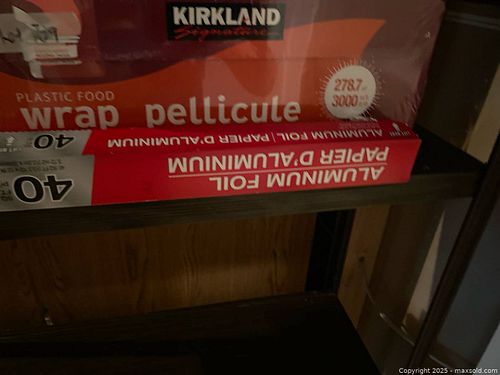 KIRKLAND
Signature
PLASTIC FOOD
wrap pellicule
278.7
3000
ALUMINUM FOIL | PAPIER D'ALUMINIUM
40
ALUMINUM FOIL
PAPIER D'ALUMINIUM
40
Copyright 2025 - maxsold.com